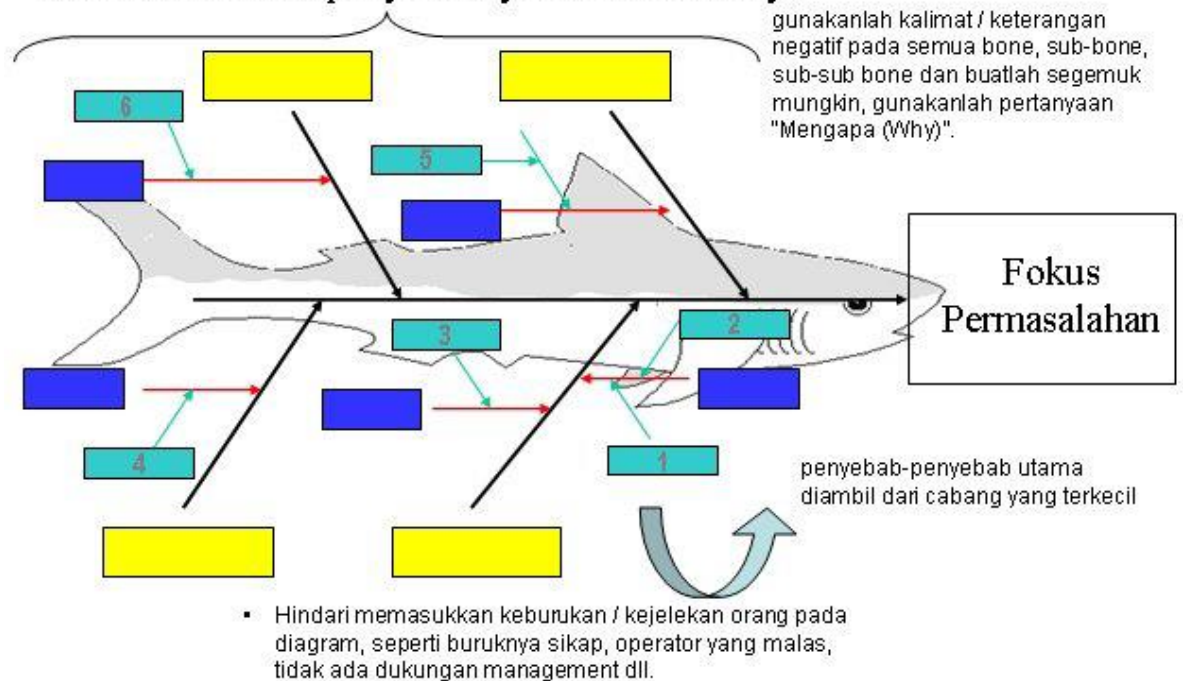 gunakanlah kalimat / keterangan
negatif pada semua bone, sub-bone,
sub-sub bone dan buatlah segemuk
mungkin, gunakanlah pertanyaan
"Mengapa (Why)".
6
5
Fokus
Permasalahan
3
2
4
1
penyebab-penyebab utama
diambil dari cabang yang terkecil
▪ Hindari memasukkan keburukan / kejelekan orang pada
diagram, seperti buruknya sikap, operator yang malas,
tidak ada dukungan management dll.